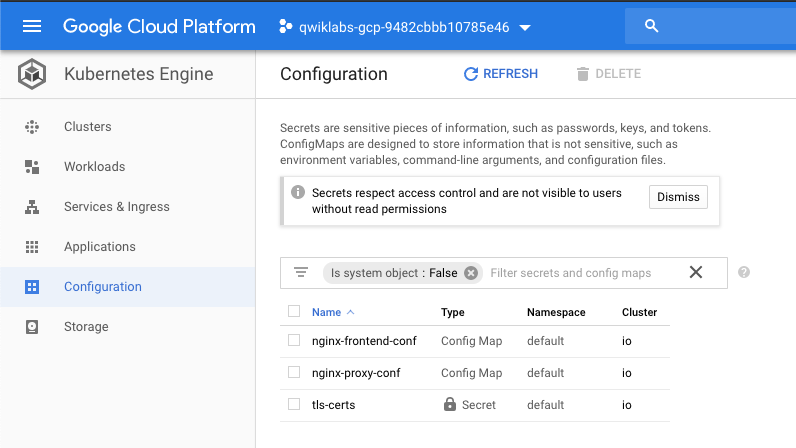 Google Cloud Platform
qwiklabs-gcp-9482cbbb10785e46
Kubernetes Engine
Configuration
REFRESH
DELETE
Clusters
Workloads
Services & Ingress
Applications
Configuration
Storage
Secrets are sensitive pieces of information, such as passwords, keys, and tokens.
ConfigMaps are designed to store information that is not sensitive, such as
environment variables, command-line arguments, and configuration files.
Secrets respect access control and are not visible to users
without read permissions
Dismiss
Is system object : False
Filter secrets and config maps
Name Type Namespace Cluster
nginx-frontend-conf Config Map default io
nginx-proxy-conf Config Map default io
tls-certs Secret default io